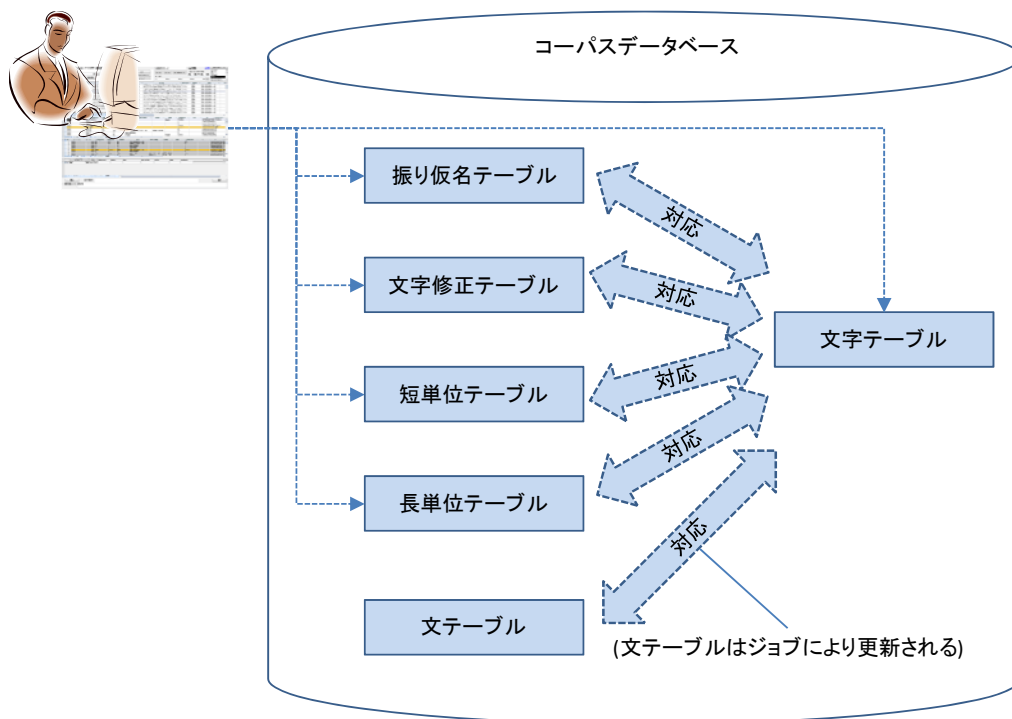 コーパスデータベース
振り仮名テーブル
対応
文字修正テーブル
対応
文字テーブル
短単位テーブル
対応
長単位テーブル
対応
文テーブル
対応
(文テーブルはジョブにより更新される)